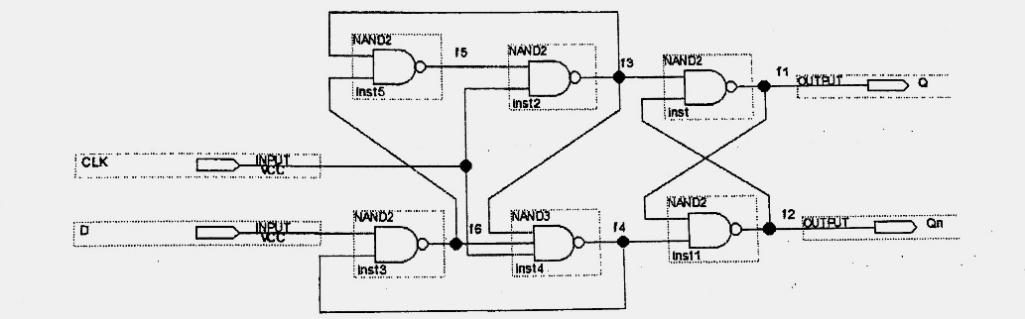 NAND2
f5
NAND2
f3
NAND2
f1
OUTPUT
Q
inst5
inst2
inst
CLK
INPUT
VCC
D
INPUT
VCC
NAND2
f6
NAND3
f4
NAND2
f2
OUTPUT
Qn
inst3
inst4
inst1